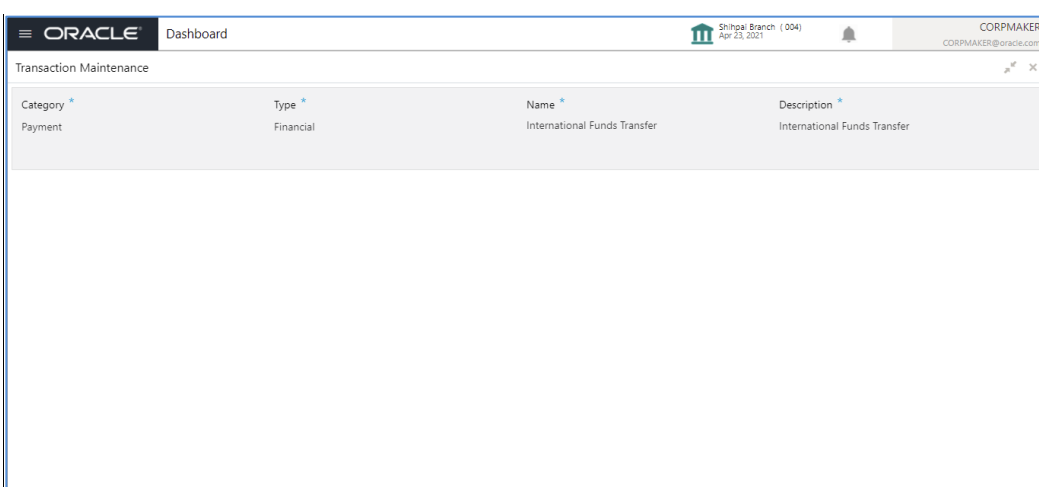 ORACLE Dashboard Shihpal Branch ( 004) CORPMAKER
Apr 23, 2021 CORPMAKER@oracle.com
Transaction Maintenance
Category * Type * Name * Description *
Payment Financial International Funds Transfer International Funds Transfer